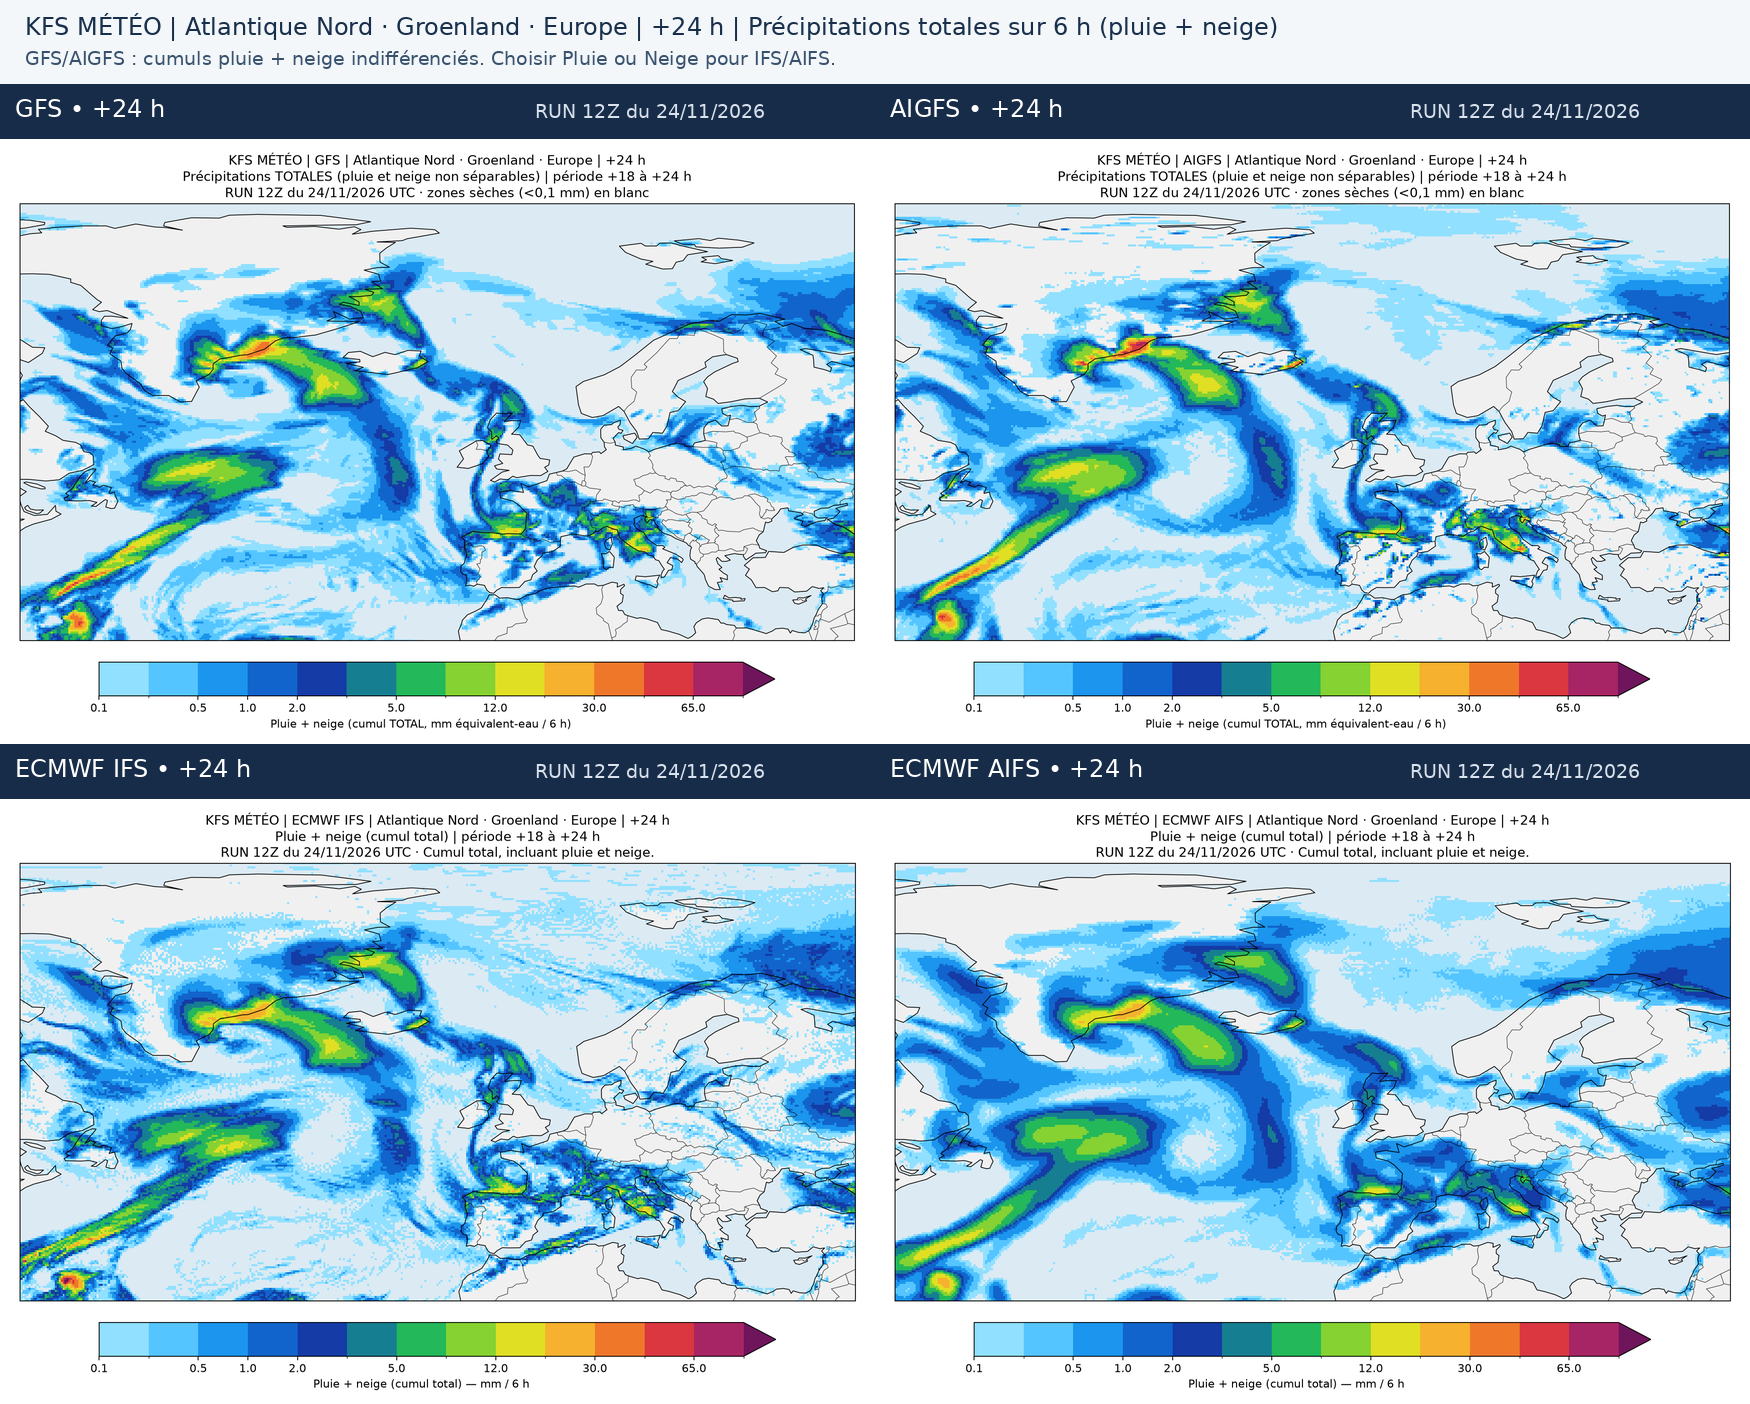 KFS MÉTÉO | Atlantique Nord · Groenland · Europe | +24 h | Précipitations totales sur 6 h (pluie + neige)
GFS/AIGFS : cumuls pluie + neige indifférenciés. Choisir Pluie ou Neige pour IFS/AIFS.
GFS • +24 h
RUN 12Z du 24/11/2026
AIGFS • +24 h
RUN 12Z du 24/11/2026
KFS MÉTÉO | GFS | Atlantique Nord · Groenland · Europe | +24 h
Précipitations TOTALES (pluie et neige non séparables) | période +18 à +24 h
RUN 12Z du 24/11/2026 UTC · zones sèches (<0,1 mm) en blanc
KFS MÉTÉO | AIGFS | Atlantique Nord · Groenland · Europe | +24 h
Précipitations TOTALES (pluie et neige non séparables) | période +18 à +24 h
RUN 12Z du 24/11/2026 UTC · zones sèches (<0,1 mm) en blanc
0.1 0.5 1.0 2.0 5.0 12.0 30.0 65.0
Pluie + neige (cumul TOTAL, mm équivalent-eau / 6 h)
0.1 0.5 1.0 2.0 5.0 12.0 30.0 65.0
Pluie + neige (cumul TOTAL, mm équivalent-eau / 6 h)
ECMWF IFS • +24 h
RUN 12Z du 24/11/2026
ECMWF AIFS • +24 h
RUN 12Z du 24/11/2026
KFS MÉTÉO | ECMWF IFS | Atlantique Nord · Groenland · Europe | +24 h
Pluie + neige (cumul total) | période +18 à +24 h
RUN 12Z du 24/11/2026 UTC · Cumul total, incluant pluie et neige.
KFS MÉTÉO | ECMWF AIFS | Atlantique Nord · Groenland · Europe | +24 h
Pluie + neige (cumul total) | période +18 à +24 h
RUN 12Z du 24/11/2026 UTC · Cumul total, incluant pluie et neige.
0.1 0.5 1.0 2.0 5.0 12.0 30.0 65.0
Pluie + neige (cumul total) — mm / 6 h
0.1 0.5 1.0 2.0 5.0 12.0 30.0 65.0
Pluie + neige (cumul total) — mm / 6 h